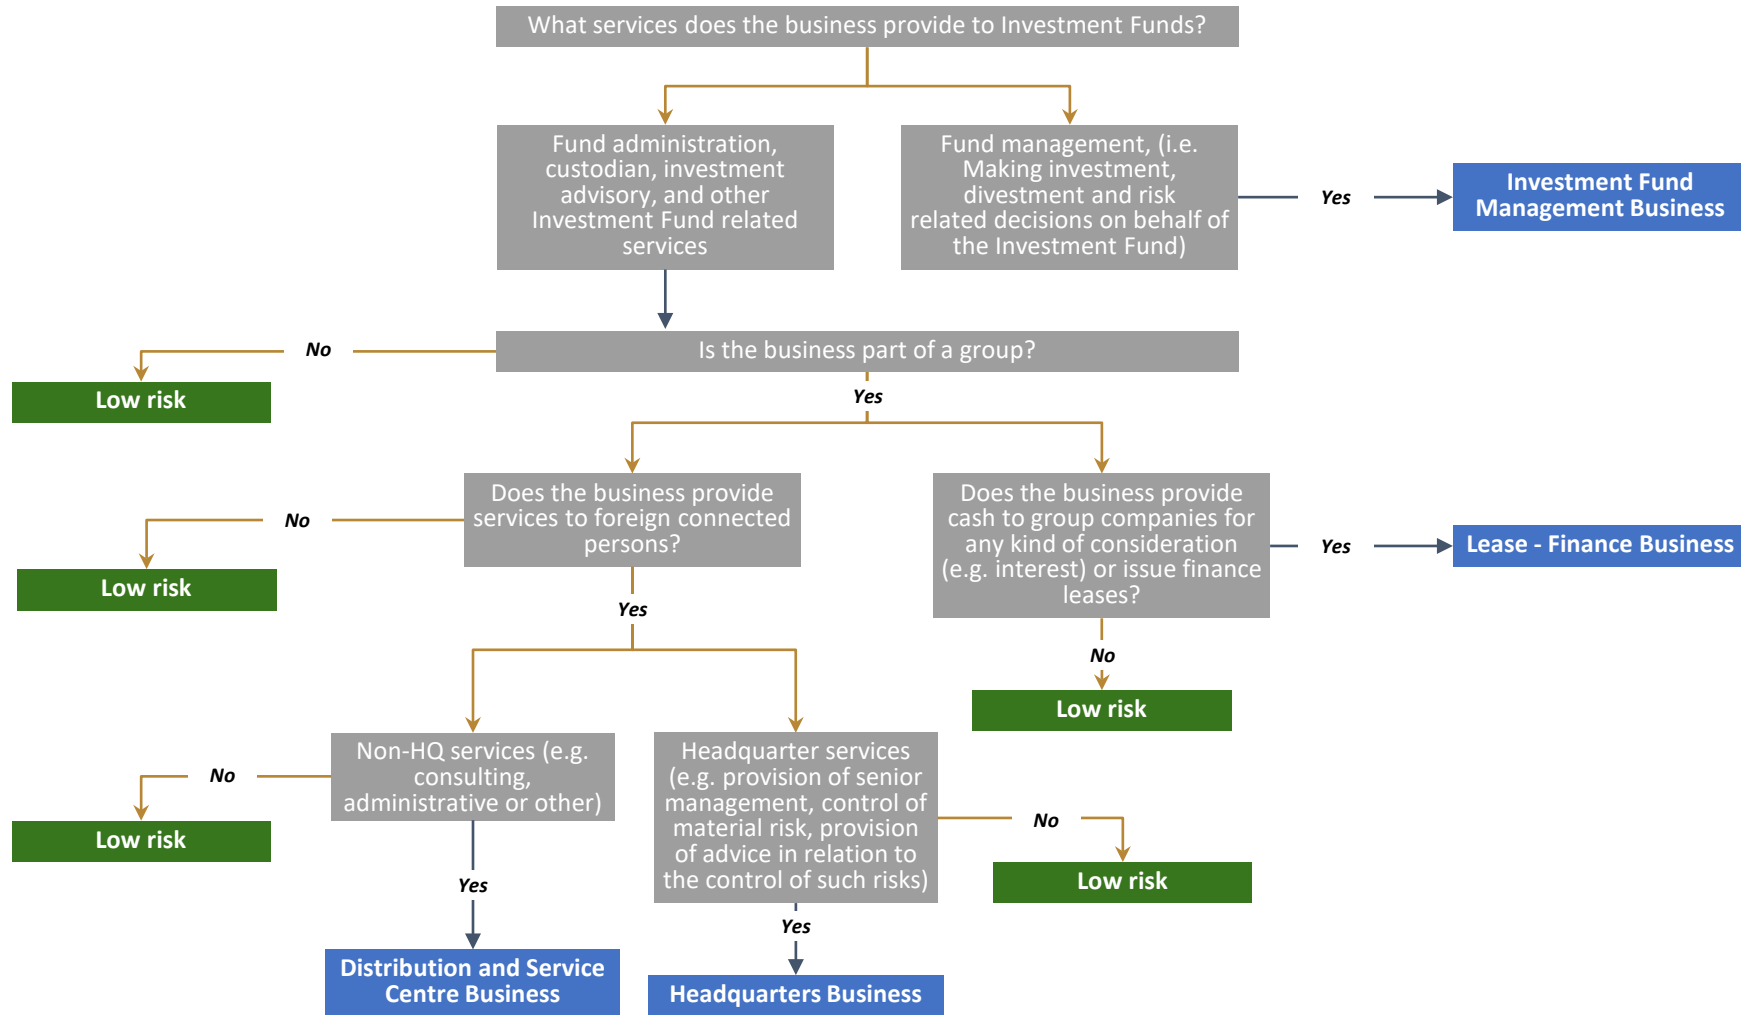 What services does the business provide to Investment Funds?
Fund administration,
custodian, investment
advisory, and other
Investment Fund related
services
Fund management, (i.e.
Making investment,
divestment and risk
related decisions on behalf of
the Investment Fund)
Yes
Investment Fund
Management Business
No
Is the business part of a group?
Low risk
Yes
Does the business provide
services to foreign connected
persons?
No
Low risk
Does the business provide
cash to group companies for
any kind of consideration
(e.g. interest) or issue finance
leases?
Yes
Lease - Finance Business
Yes
No
Low risk
Non-HQ services (e.g.
consulting,
administrative or other)
No
Low risk
Headquarter services
(e.g. provision of senior
management, control of
material risk, provision
of advice in relation to
the control of such risks)
No
Low risk
Yes
Distribution and Service
Centre Business
Yes
Headquarters Business